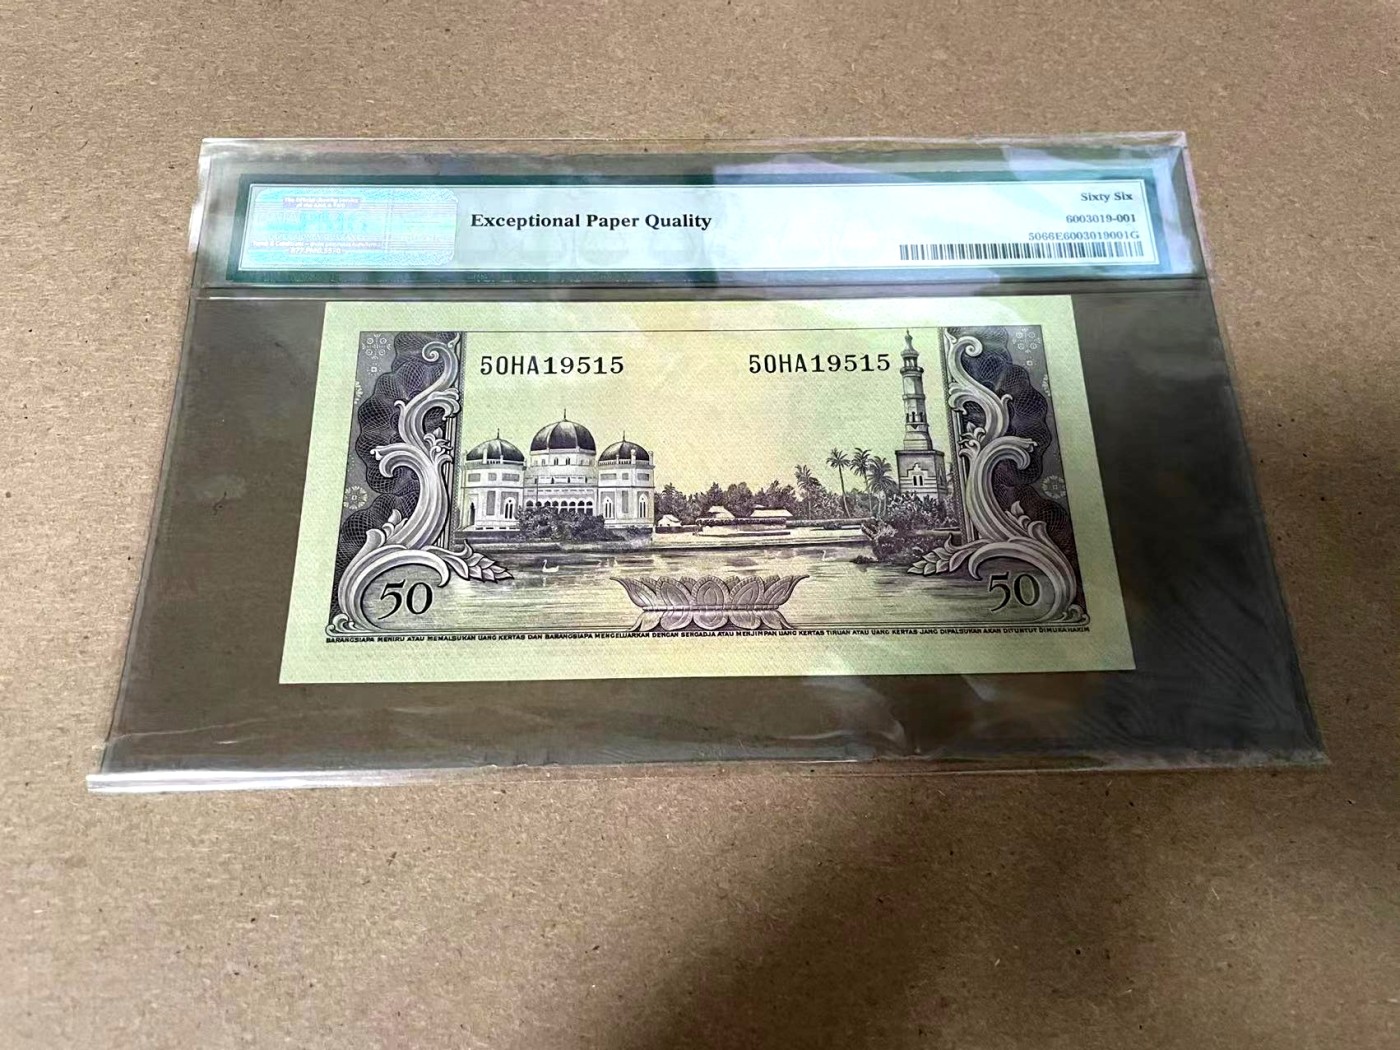 Exceptional Paper Quality
Sixty Six
6003019-001
5066E6003019001G
50HA19515 50HA19515
50 50
BARANGSIAPA MENIRU ATAU MEMALSUKAN UANG KERTAS DAN BARANGSIAPA MENGELUARKAN DENGAN SENGADJA ATAU MENJIMPAN UANG KERTAS TIRUAN ATAU UANG KERTAS JANG DIPALSUKAN AKAN DITUNTUT DIMUKA HAKIM